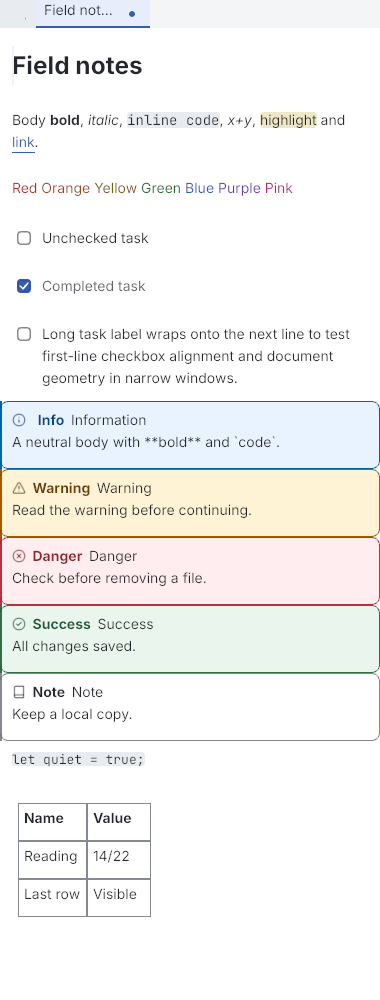 Field not...
Field notes
Body bold, italic, inline code, x+y, highlight and
link.
Red Orange Yellow Green Blue Purple Pink
Unchecked task
Completed task
Long task label wraps onto the next line to test
first-line checkbox alignment and document
geometry in narrow windows.
Info Information
A neutral body with **bold** and `code`.
Warning Warning
Read the warning before continuing.
Danger Danger
Check before removing a file.
Success Success
All changes saved.
Note Note
Keep a local copy.
let quiet = true;
Name Value
Reading 14/22
Last row Visible